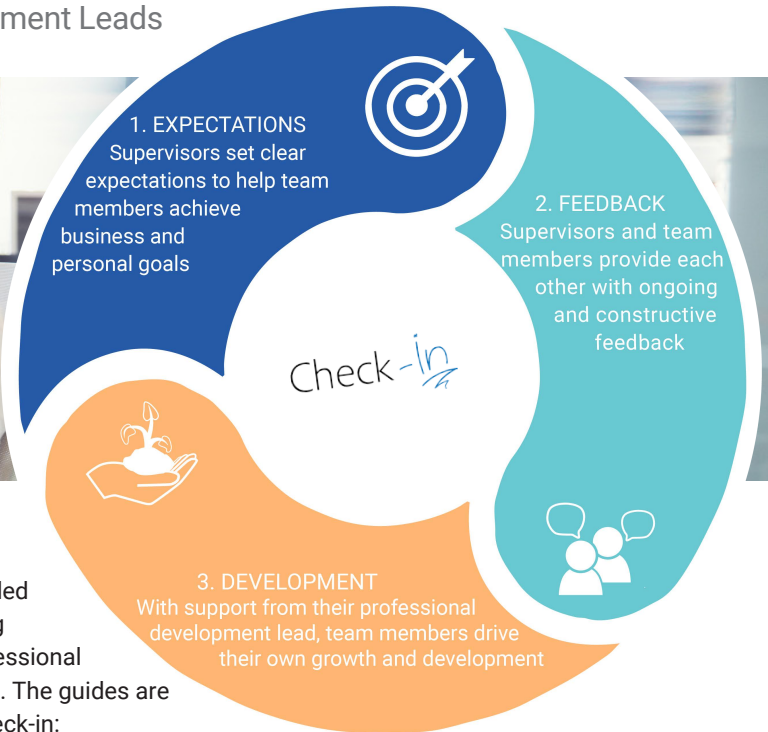 ment Leads
1. EXPECTATIONS
Supervisors set clear
expectations to help team
members achieve
business and
personal goals
2. FEEDBACK
Supervisors and team
members provide each
other with ongoing
and constructive
feedback
Check-in
3. DEVELOPMENT
With support from their professional
development lead, team members drive
their own growth and development
led
g
essional
. The guides are
eck-in: